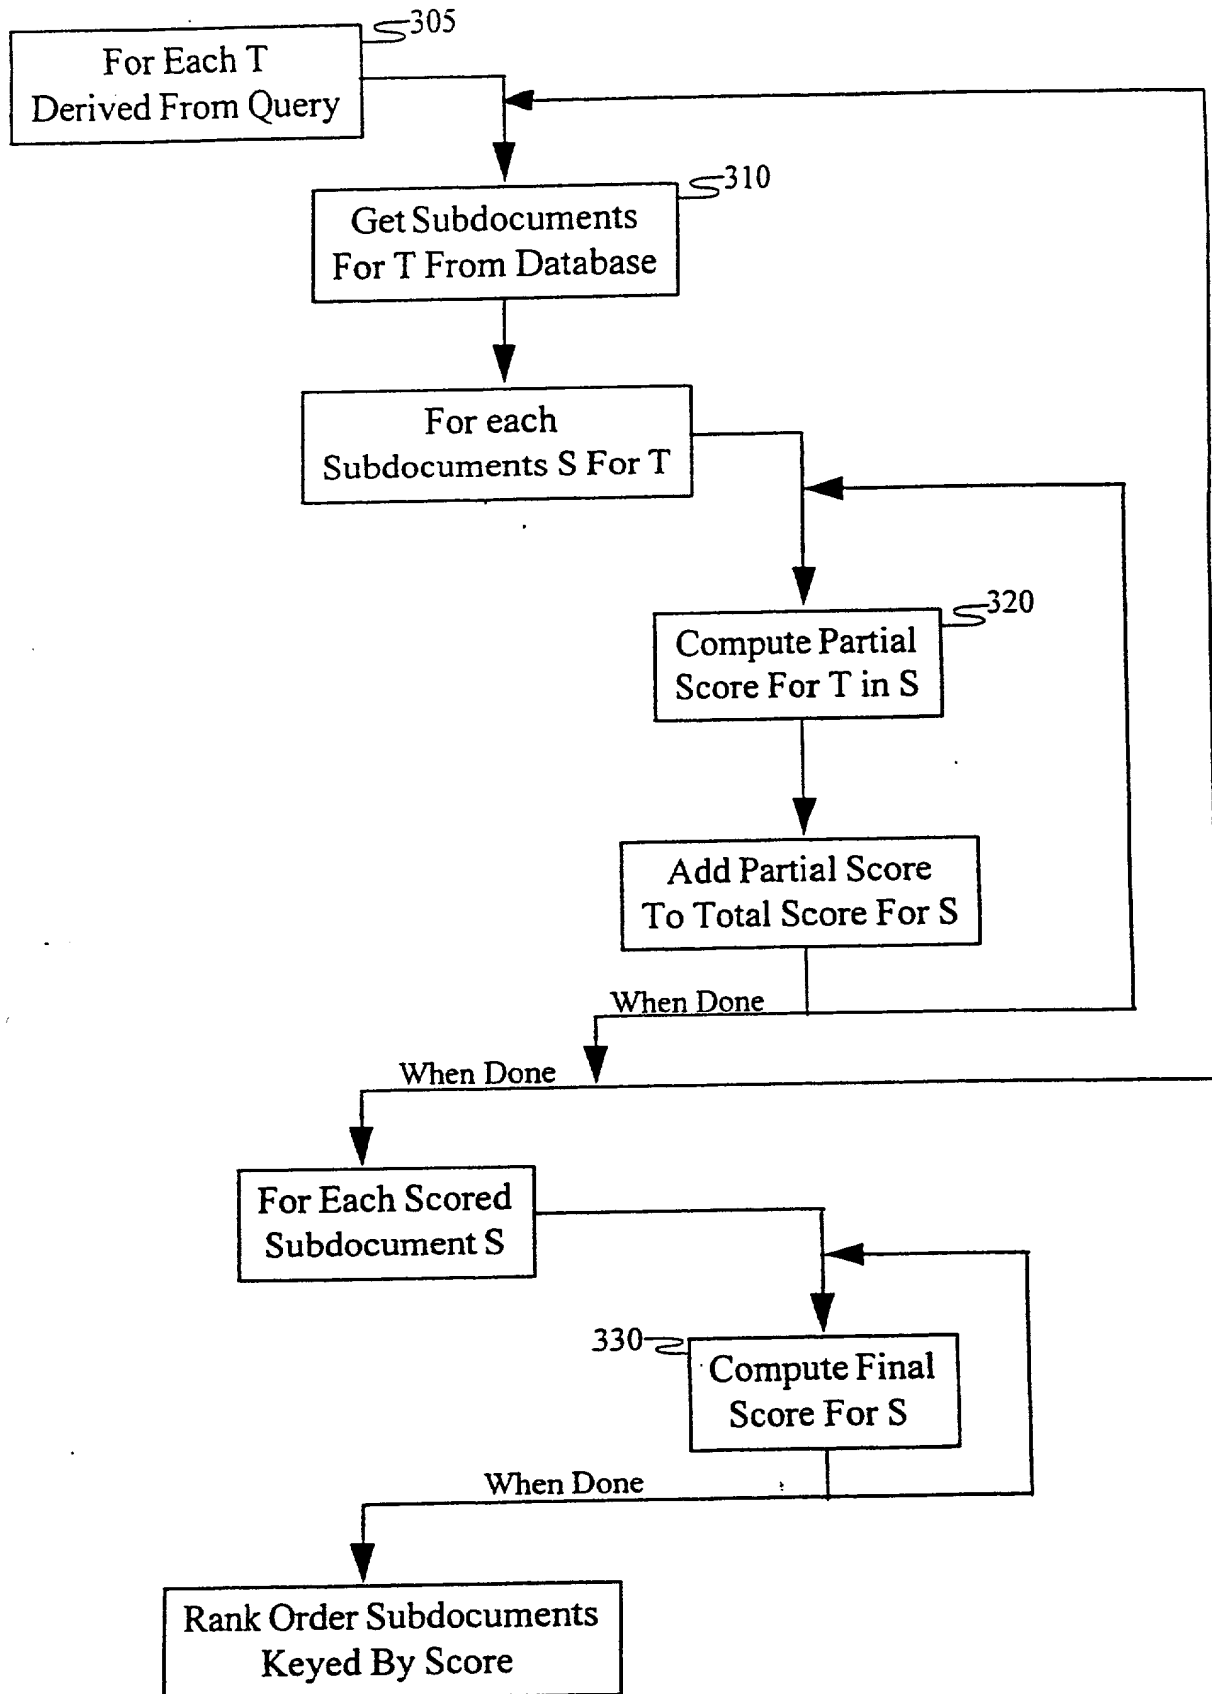 305
For Each T
Derived From Query
310
Get Subdocuments
For T From Database
For each
Subdocuments S For T
320
Compute Partial
Score For T in S
Add Partial Score
To Total Score For S
When Done
When Done
For Each Scored
Subdocument S
330
Compute Final
Score For S
When Done
Rank Order Subdocuments
Keyed By Score